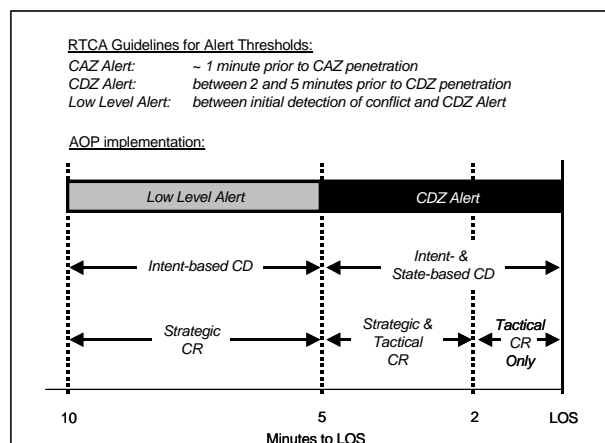 RTCA Guidelines for Alert Thresholds:
CAZ Alert: ~ 1 minute prior to CAZ penetration
CDZ Alert: between 2 and 5 minutes prior to CDZ penetration
Low Level Alert: between initial detection of conflict and CDZ Alert
AOP implementation:
Low Level Alert CDZ Alert
Intent-based CD
Intent- &
State-based CD
Strategic
CR
Strategic &
Tactical
CR
Tactical
CR
Only
10 5 2 LOS
Minutes to LOS